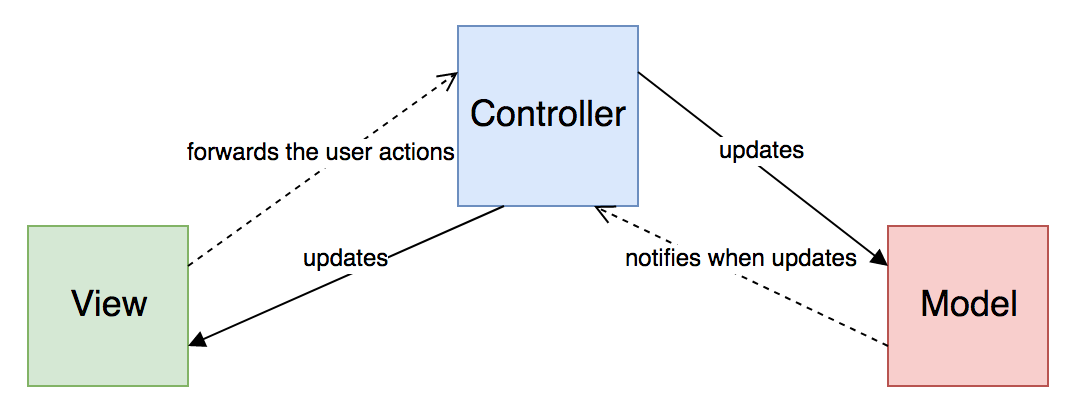 Controller
forwards the user actions
updates
updates
notifies when updates
View
Model